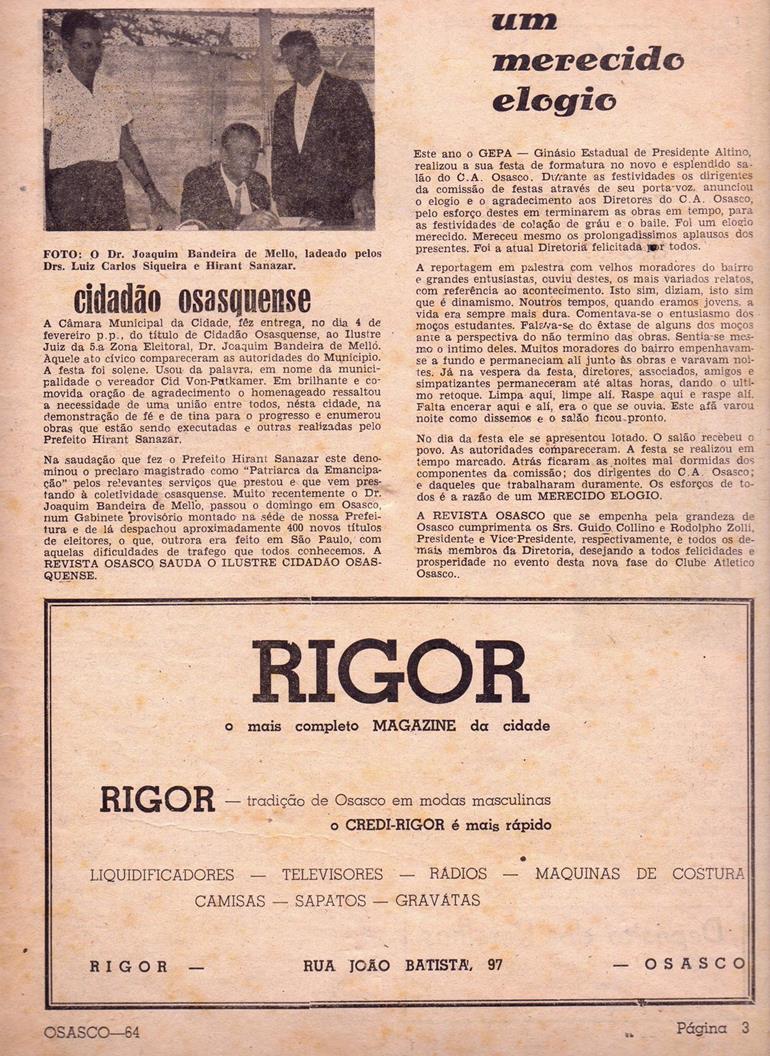 FOTO: O Dr. Joaquim Bandeira de Mello, ladeado pelos
Drs. Luiz Carlos Siqueira e Hirant Sanazar.
cidadão osasquense
A Câmara Municipal da Cidade, fêz entrega, no dia 4 de
fevereiro p.p., do título de Cidadão Osasquense, ao Ilustre
Juiz da 5.a Zona Eleitoral, Dr. Joaquim Bandeira de Melló.
Aquele ato cívico compareceram as autoridades do Municipio.
A festa foi solene. Usou da palavra, em nome da munici-
palidade o vereador Cid Von-Patkamer. Em brilhante e co-
movida oração de agradecimento o homenageado ressaltou
a necessidade de uma união entre todos, nésta cidade, na
demonstração de fé e de tina para o progresso e enumerou
obras que estão sendo executadas e outras realizadas pelo
Prefeito Hirant Sanazar.
Na saudação que fez o Prefeito Hirant Sanazar este deno-
minou o preclaro magistrado como "Patriarca da Emancipa-
ção" pelos relevantes serviços que prestou e que vem pres-
tando à coletividade osasquense. Muito recentemente o Dr.
Joaquim Bandeira de Mello, passou o domingo em Osasco,
num Gabinete provisório montado na séde de nossa Prefei-
tura e de lá despachou aproximadamente 400 novos títulos
de eleitores, o que, outrora era feito em São Paulo, com
aquelas dificuldades de trafego que todos conhecemos. A
REVISTA OSASCO SAUDA O ILUSTRE CIDADÃO OSAS-
QUENSE.
um
merecido
elogio
Este ano o GEPA — Ginásio Estadual de Presidente Altino,
realizou a sua festa de formatura no novo e esplendido sa-
lão do C.A. Osasco. Durante as festividades os dirigentes
da comissão de festas através de seu porta-voz, anunciou
o elogio e o agradecimento aos Diretores do C.A. Osasco,
pelo esforço destes em terminarem as obras em tempo, para
as festividades de colação de gráu e o baile. Foi um elogio
merecido. Mereceu mesmo os prolongadissimos aplausos dos
presentes. Foi a atual Diretoria felicitada por todos.
A reportagem em palestra com velhos moradores do bairro
e grandes entusiastas, ouviu destes, os mais variados relatos,
com referência ao acontecimento. Isto sim, diziam, isto sim
que é dinamismo. Noutros tempos, quando eramos jovens, a
vida era sempre mais dura. Comentava-se o entusiasmo dos
moços estudantes. Falava-se do êxtase de alguns dos moços
ante a perspectiva do não termino das obras. Sentia-se mes-
mo o intimo deles. Muitos moradores do bairro empenhavam-
se a fundo e permaneciam ali junto às obras e varavam noi-
tes. Já na vespera da festa, diretores, associados, amigos e
simpatizantes permaneceram até altas horas, dando o ulti-
mo retoque. Limpa aqui, limpe alí. Raspe aqui e raspe alí.
Falta encerar aqui e alí, era o que se ouvia. Este afã varou
noite como dissemos e o salão ficou pronto.
No dia da festa ele se apresentou lotado. O salão recebeu o
povo. As autoridades compareceram. A festa se realizou em
tempo marcado. Atrás ficaram as noites mal dormidas dos
componentes da comissão; dos dirigentes do C.A. Osasco;
e daqueles que trabalharam duramente. Os esforços de to-
dos é a razão de um MERECIDO ELOGIO.
A REVISTA OSASCO que se empenha pela grandeza de
Osasco cumprimenta os Srs. Guido Collino e Rodolpho Zolli,
Presidente e Vice-Presidente, respectivamente, e todos os de-
mais membros da Diretoria, desejando a todos felicidades e
prosperidade no evento desta nova fase do Clube Atletico
Osasco..
RIGOR
o mais completo MAGAZINE da cidade
RIGOR — tradição de Osasco em modas masculinas
o CREDI-RIGOR é mais rápido
LIQUIDIFICADORES — TELEVISORES — RÁDIOS — MAQUINAS DE COSTURA
CAMISAS — SAPATOS — GRAVÁTAS
RIGOR — RUA JOÃO BATISTA, 97 — OSASCO
OSASCO—64
Página 3